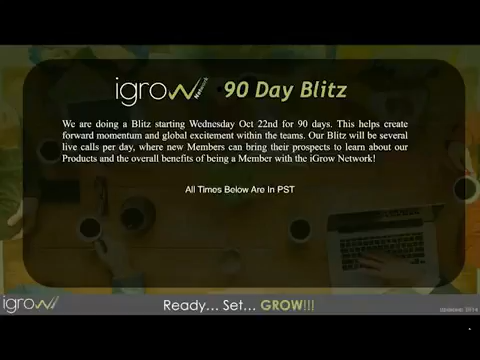 igrow Network 90 Day Blitz
We are doing a Blitz starting Wednesday Oct 22nd for 90 days. This helps create
forward momentum and global excitement within the teams. Our Blitz will be several
live calls per day, where new Members can bring their prospects to learn about our
Products and the overall benefits of being a Member with the iGrow Network!
All Times Below Are In PST
igrow
Ready... Set... GROW!!!